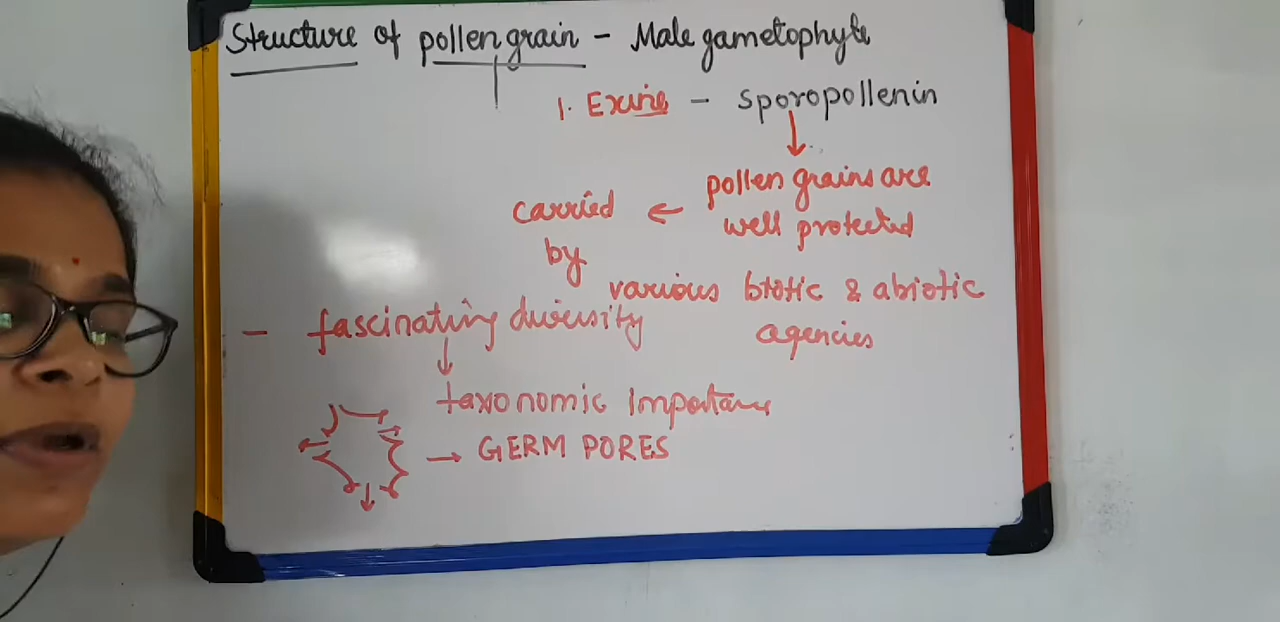 Structure of pollen grain - Male gametophyte
1. Exine - sporopollenin
pollen grains are
well protected
carried
by
various biotic & abiotic
agencies
- fascinating diversity
taxonomic importance
GERM PORES